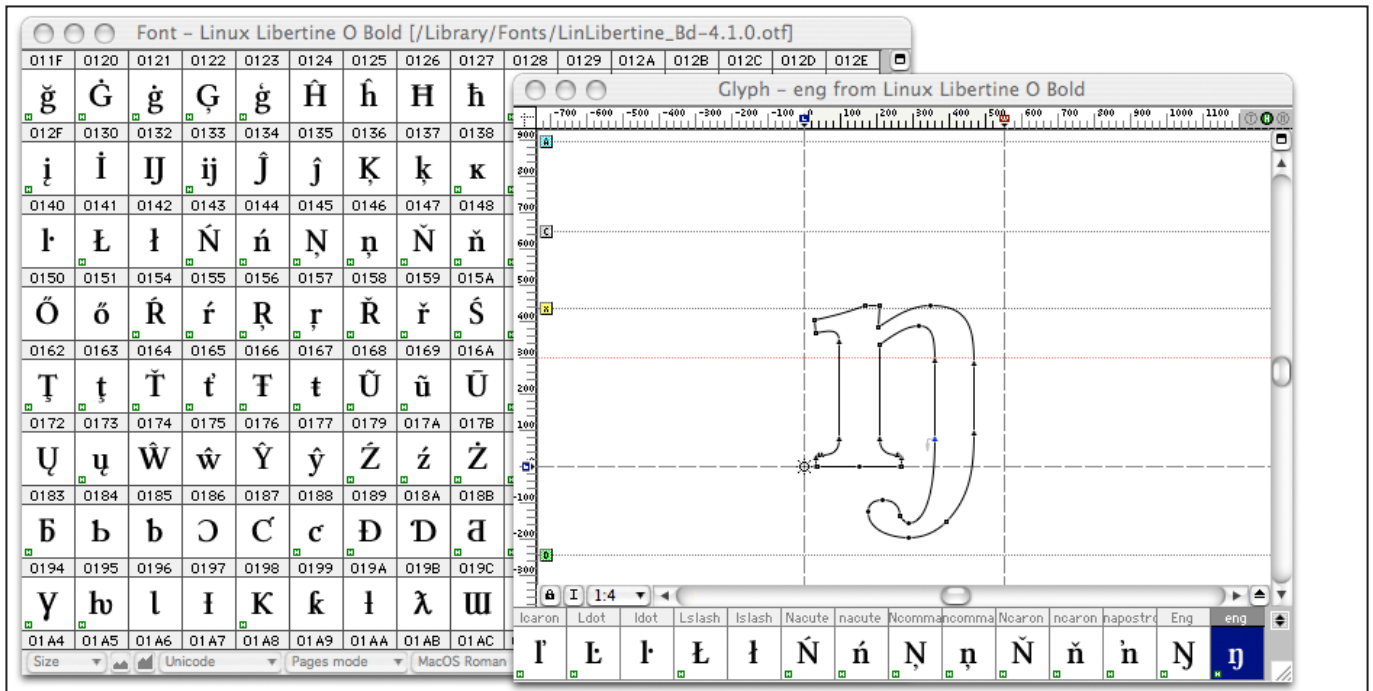 Font – Linux Libertine O Bold [/Library/Fonts/LinLibertine_Bd-4.1.0.otf]
011F 0120 0121 0122 0123 0124 0125 0126 0127 0128 0129 012A 012B 012C 012D 012E
ğ Ġ ġ Ģ ģ Ĥ ĥ Ħ ħ
012F 0130 0132 0133 0134 0135 0136 0137 0138
į İ IJ ij Ĵ ĵ Ķ ķ ĸ
0140 0141 0142 0143 0144 0145 0146 0147 0148
ŀ Ł ł Ń ń Ņ ņ Ň ň
0150 0151 0154 0155 0156 0157 0158 0159 015A
Ő ő Ŕ ŕ Ŗ ŗ Ř ř Ś
0162 0163 0164 0165 0166 0167 0168 0169 016A
Ţ ţ Ť ť Ŧ ŧ Ũ ũ Ū
0172 0173 0174 0175 0176 0177 0179 017A 017B
Ų ų Ŵ ŵ Ŷ ŷ Ź ź Ż
0183 0184 0185 0186 0187 0188 0189 018A 018B
ƃ Ƅ ƅ Ɔ Ƈ ƈ Ɖ Ɗ Ƌ
0194 0195 0196 0197 0198 0199 019A 019B 019C
Ɣ ƕ Ɩ Ɨ Ƙ ƙ ƚ ƛ Ɯ
01A4 01A5 01A6 01A7 01A8 01A9 01AA 01AB 01AC
Size Unicode Pages mode MacOS Roman
Glyph – eng from Linux Libertine O Bold
-700 -600 -500 -400 -300 -200 -100 0 100 200 300 400 500 600 700 800 900 1000 1100
900
A
800
700
C
600
500
X
400
300
200
100
-100
-200
D
-300
1:4
lcaron Ldot ldot Lslash lslash Nacute nacute Ncomma ncomma Ncaron ncaron napostro Eng eng
ľ Ŀ ŀ Ł ł Ń ń Ņ ņ Ň ň ŉ Ŋ ŋ